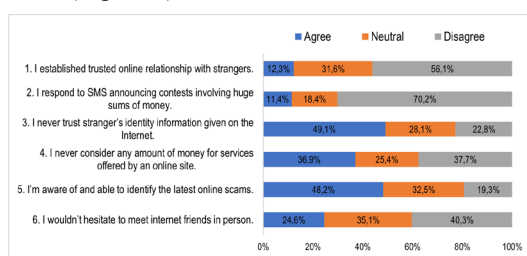 Agree Neutral Disagree
1. I established trusted online relationship with strangers.
12,3% 31,6% 56,1%
2. I respond to SMS announcing contests involving huge
sums of money.
11,4% 18,4% 70,2%
3. I never trust stranger's identity information given on the
Internet.
49,1% 28,1% 22,8%
4. I never consider any amount of money for services
offered by an online site.
36,9% 25,4% 37,7%
5. I'm aware of and able to identify the latest online scams.
48,2% 32,5% 19,3%
6. I wouldn't hesitate to meet internet friends in person.
24,6% 35,1% 40,3%
0% 20% 40% 60% 80% 100%